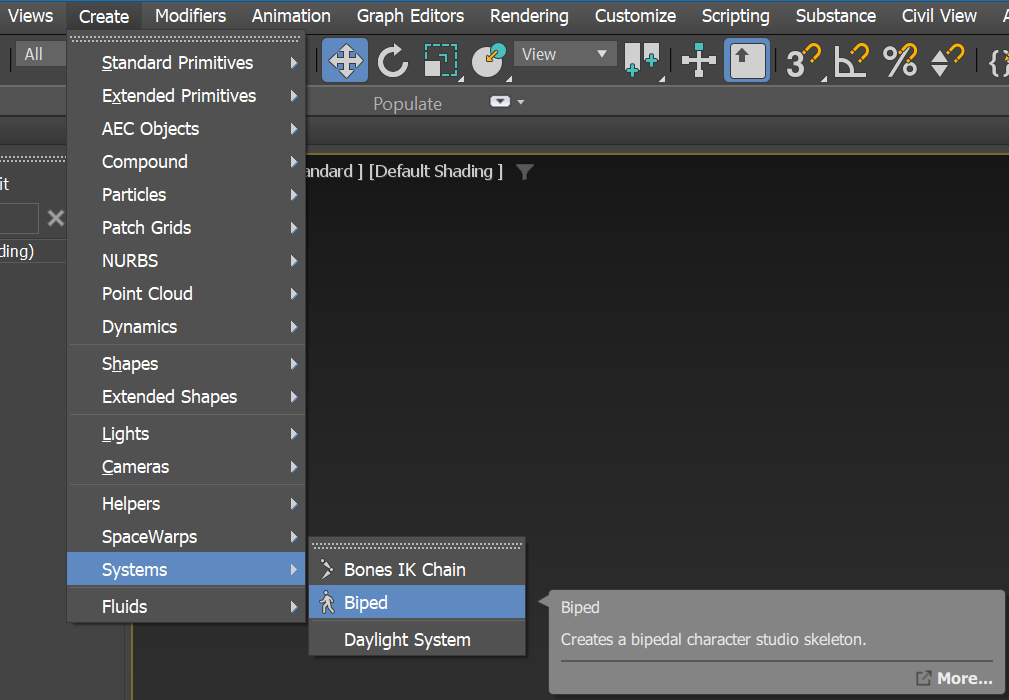 Views Create Modifiers Animation Graph Editors Rendering Customize Scripting Substance Civil View
All View 3 %
Populate
Standard Primitives
Extended Primitives
AEC Objects
Compound
andard ] [Default Shading ]
it
Particles
Patch Grids
ding)
NURBS
Point Cloud
Dynamics
Shapes
Extended Shapes
Lights
Cameras
Helpers
SpaceWarps
Systems
Bones IK Chain
Fluids
Biped
Biped
Daylight System
Creates a bipedal character studio skeleton.
More...